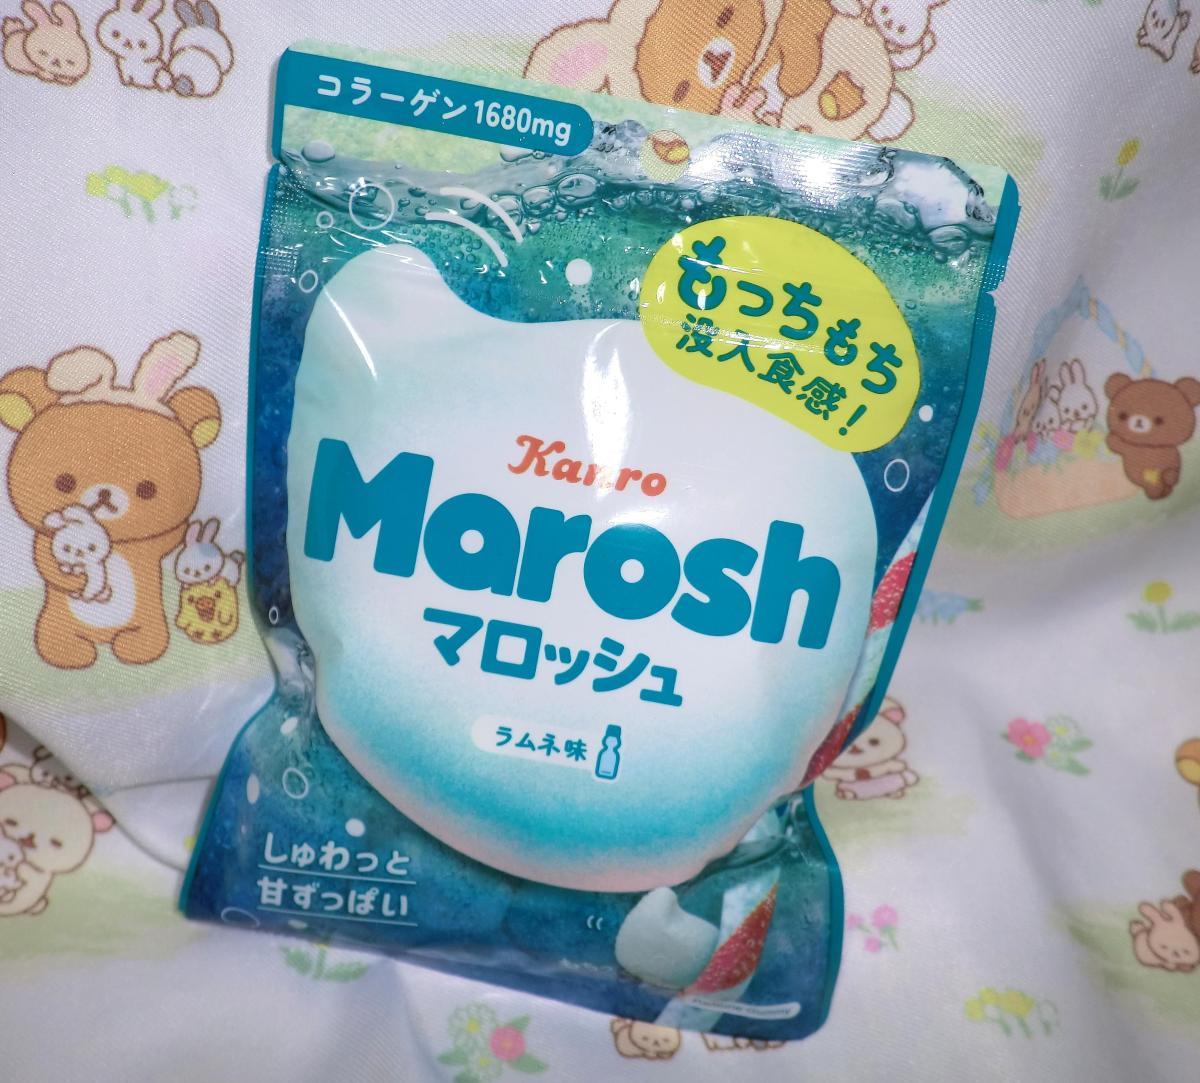 コラーゲン1680mg
もっちもち
没入食感!
Kanro
Marosh
マロッシュ
ラムネ味
しゅわっと
甘ずっぱい
Gummy